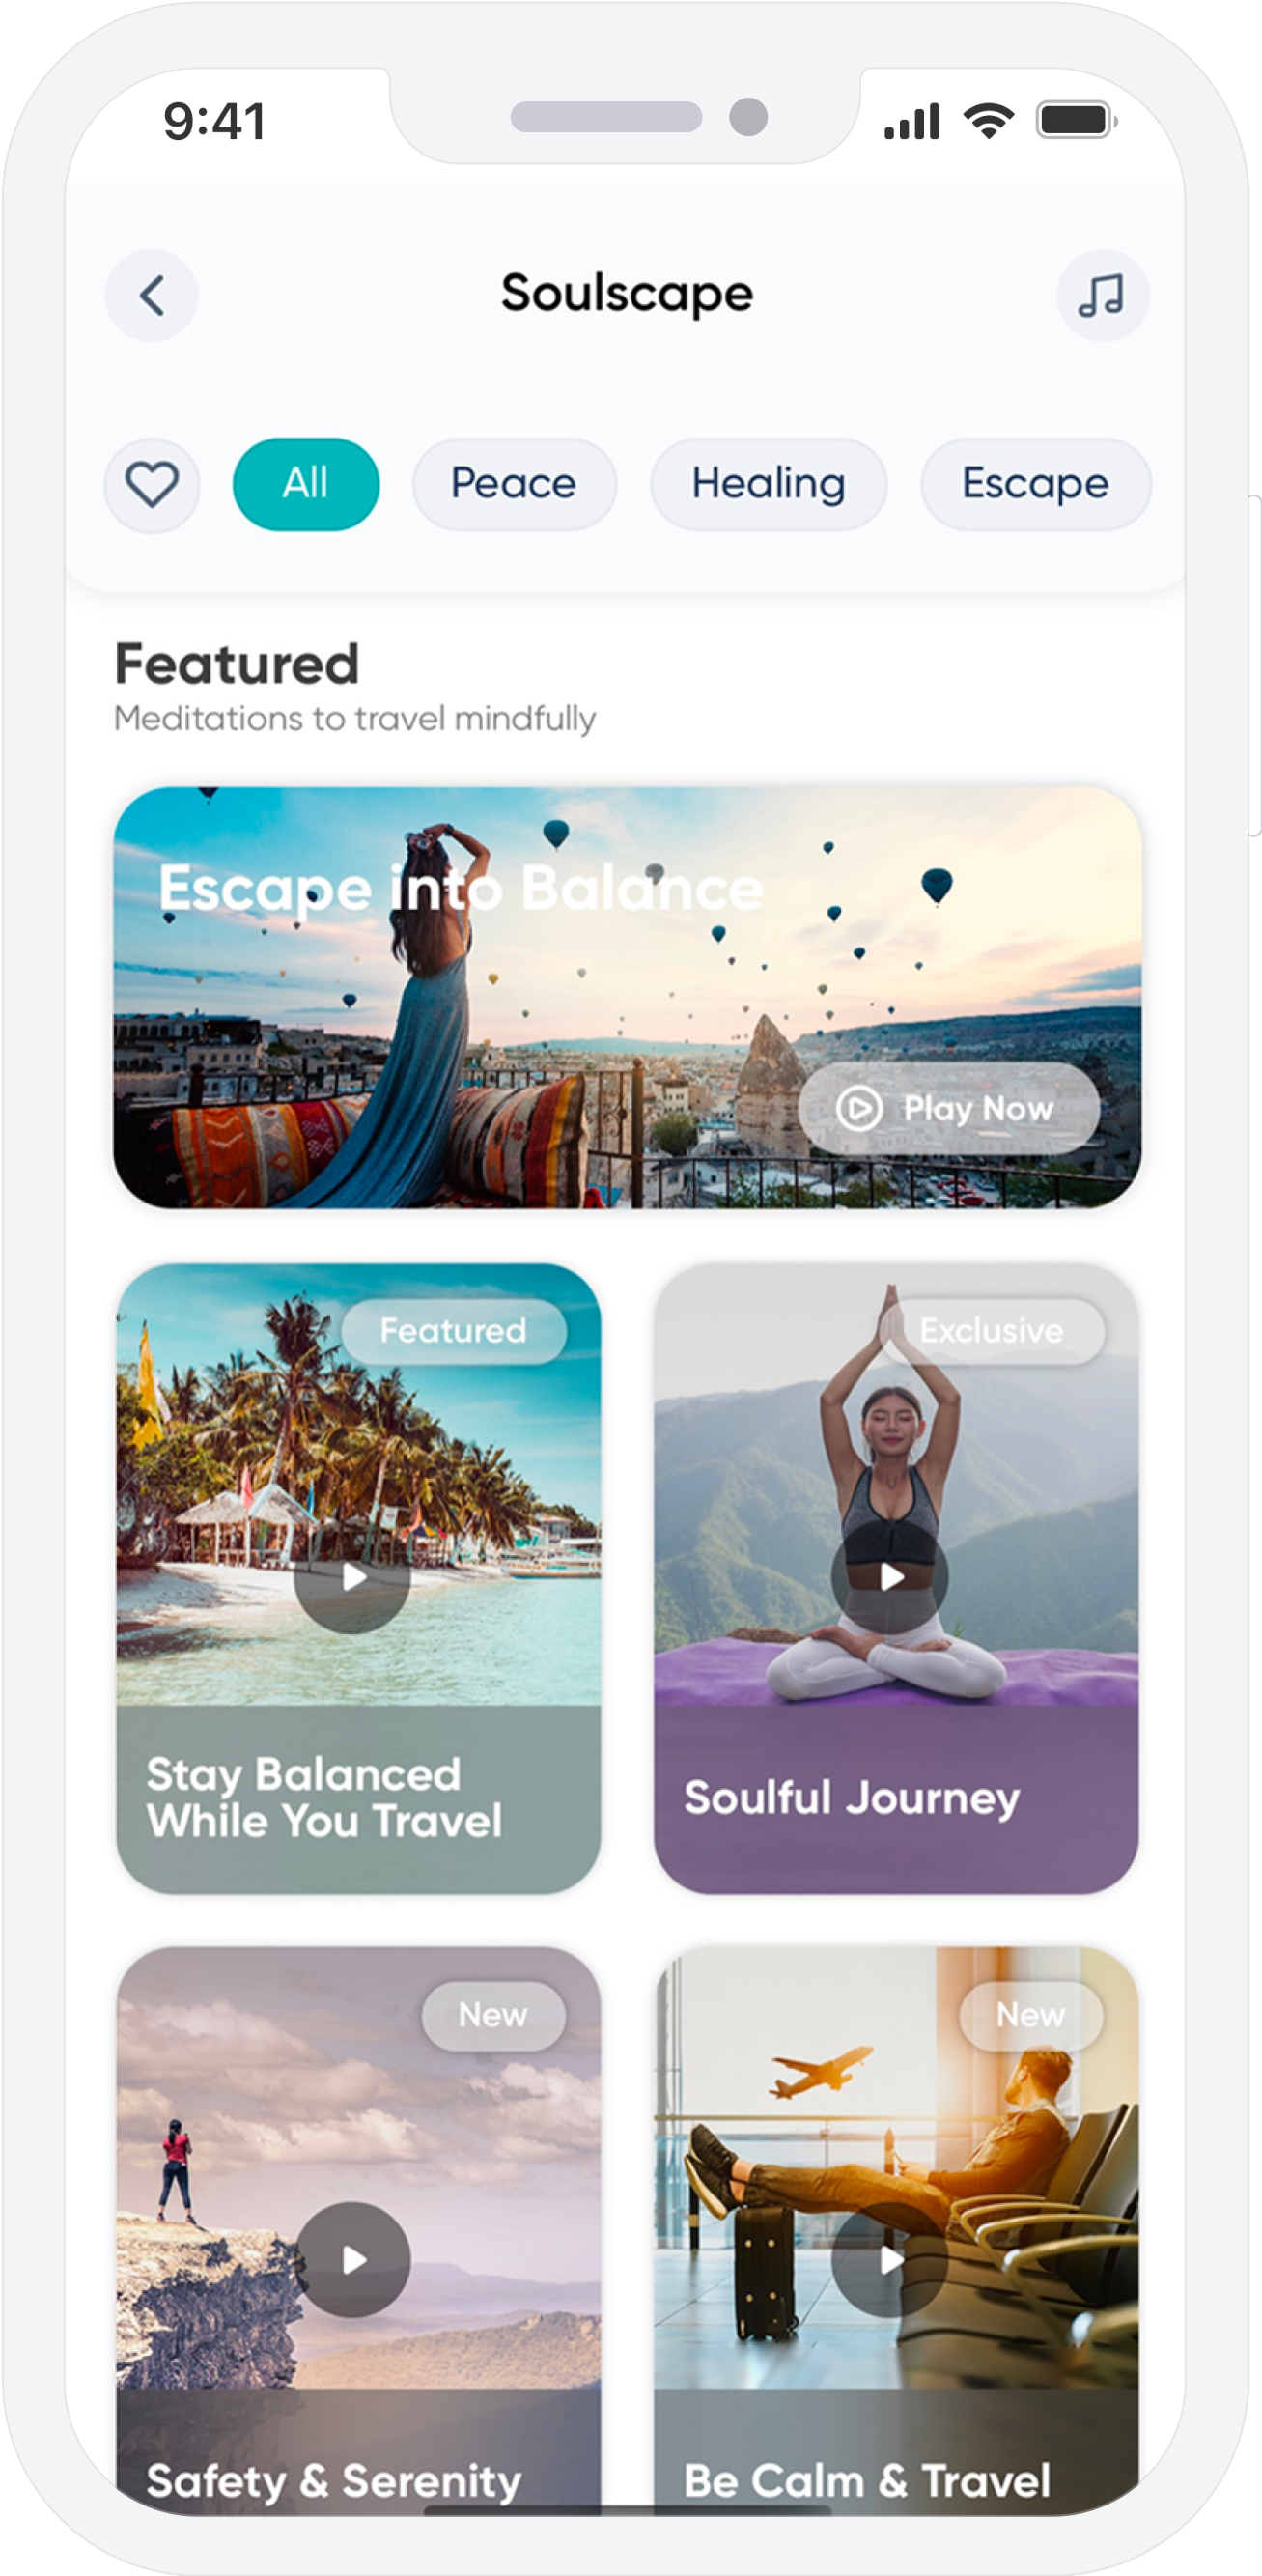 9:41
Soulscape
All
Peace
Healing
Escape
Featured
Meditations to travel mindfully
Escape into Balance
Play Now
Featured
Exclusive
Stay Balanced
While You Travel
Soulful Journey
New
New
Safety & Serenity
Be Calm & Travel